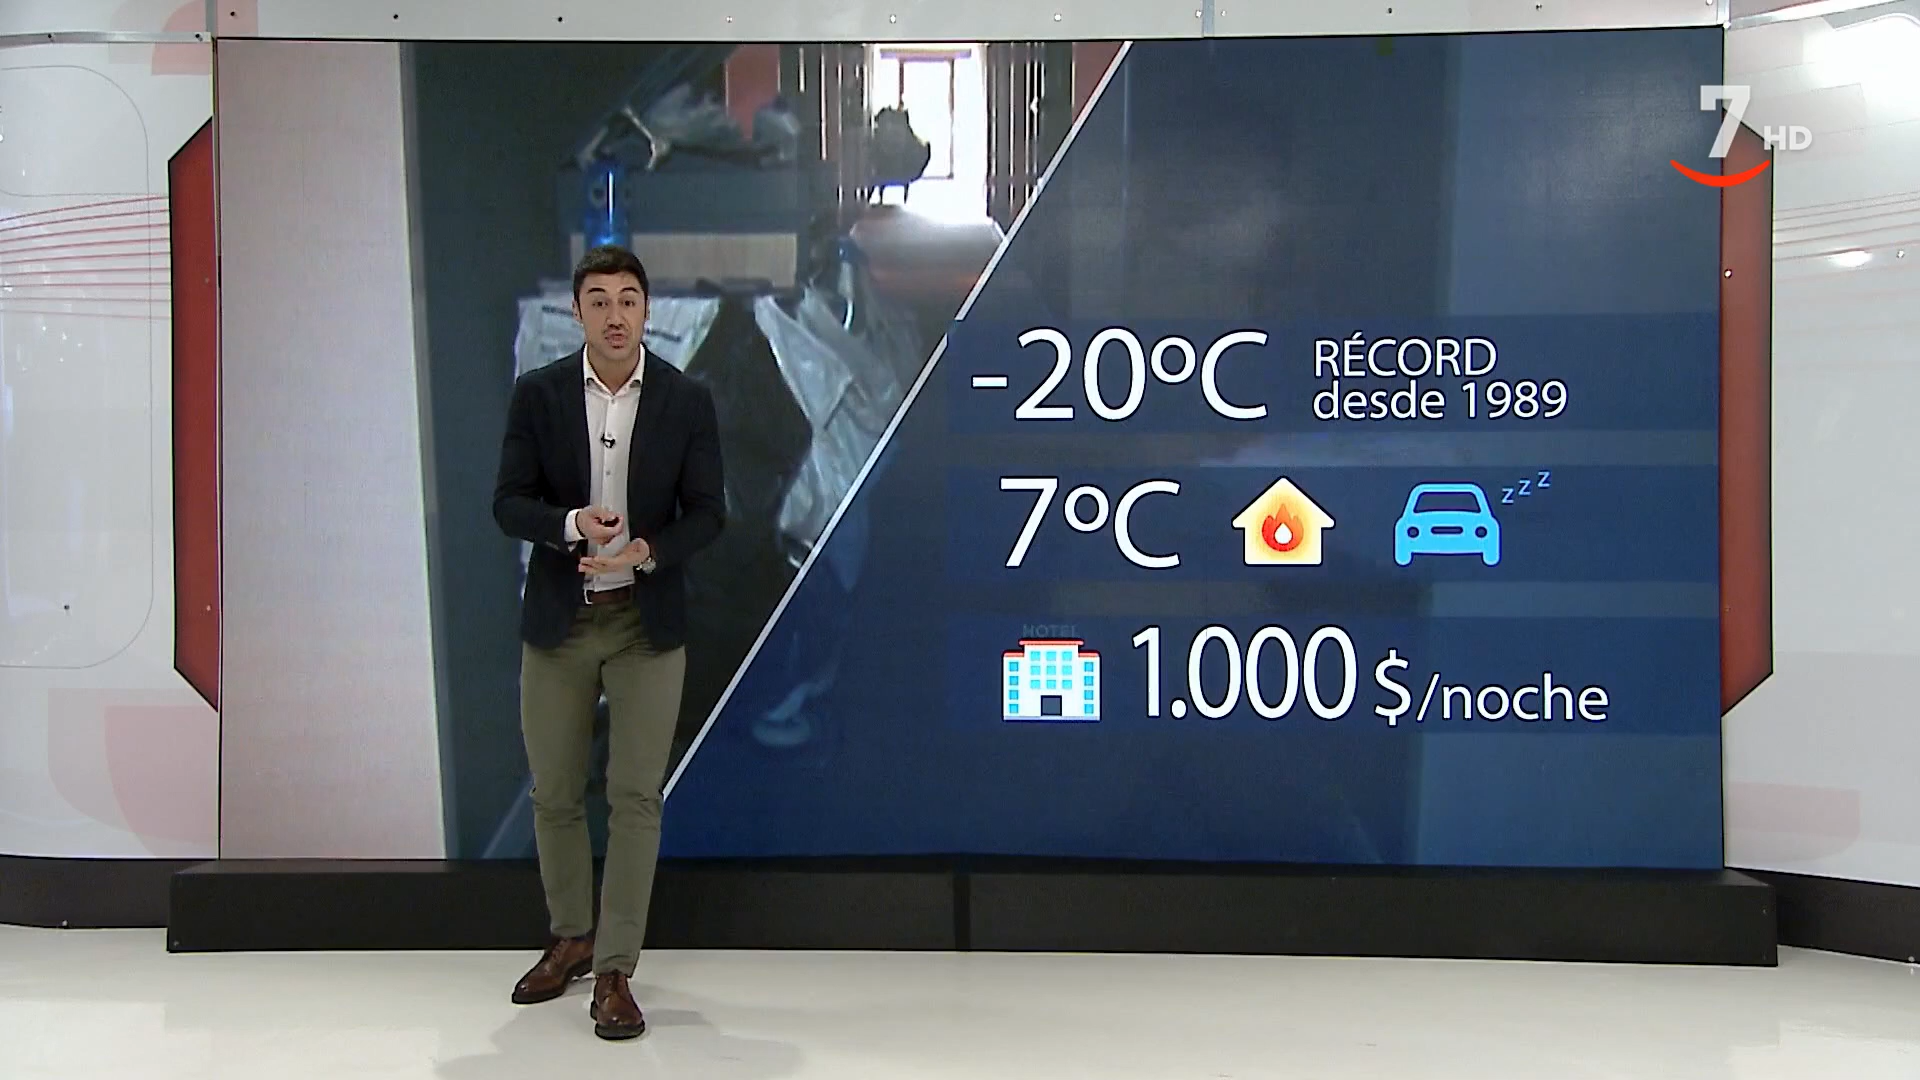 7 HD
-20ºC
RÉCORD
desde 1989
7ºC
z z z
HOTEL
1.000 $/noche